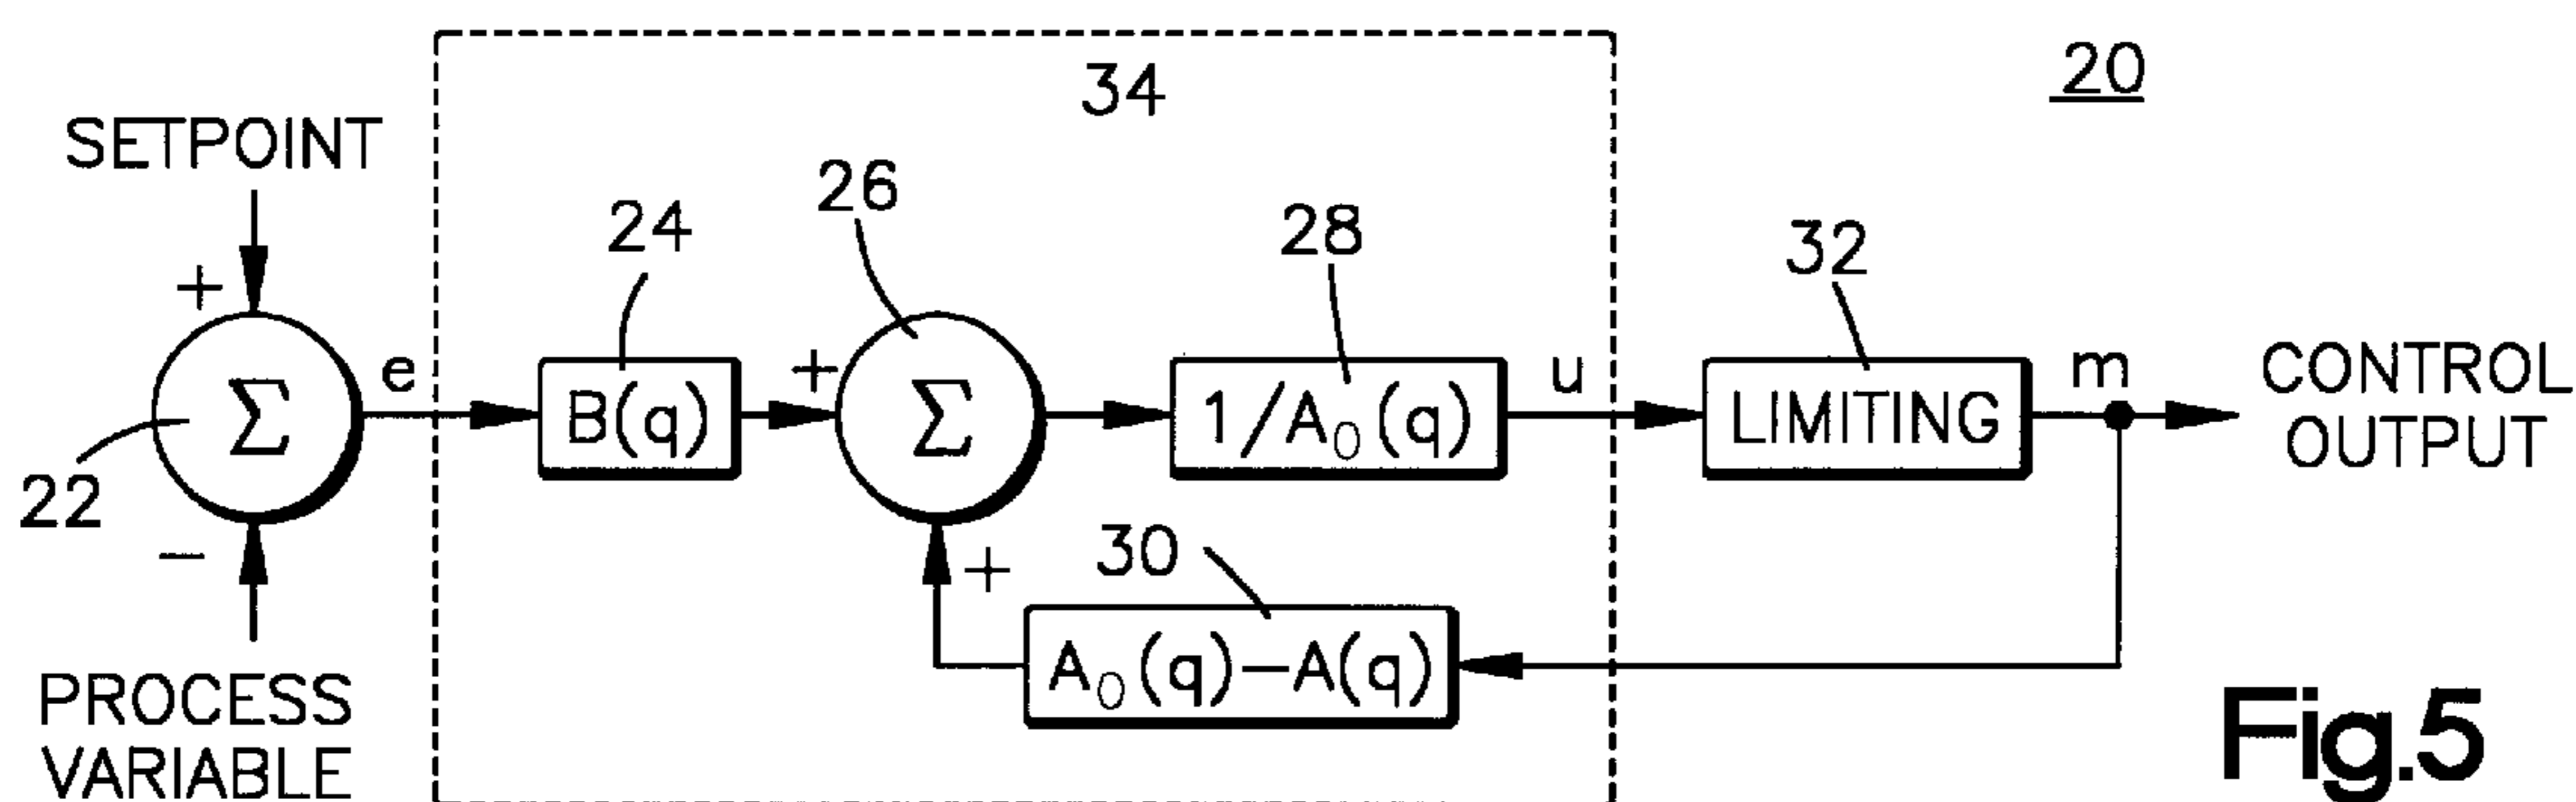 34
20
SETPOINT
26
24
28
32
+
22
Σ
e
B(q)
+
Σ
1/A₀(q)
u
LIMITING
m
CONTROL
OUTPUT
−
30
+
A₀(q)−A(q)
PROCESS
VARIABLE
Fig.5